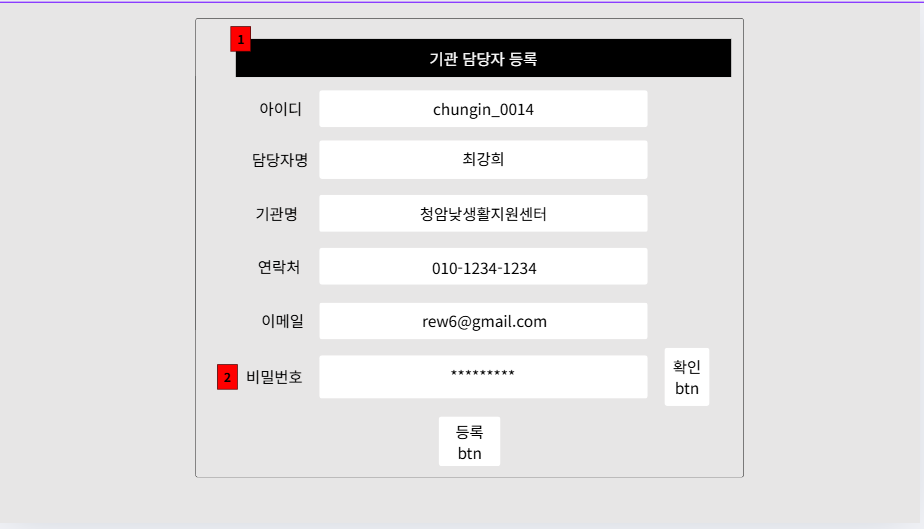 1
기관 담당자 등록
아이디
chungin_0014
담당자명
최강희
기관명
청암낮생활지원센터
연락처
010-1234-1234
이메일
rew6@gmail.com
2
비밀번호
*********
확인
btn
등록
btn